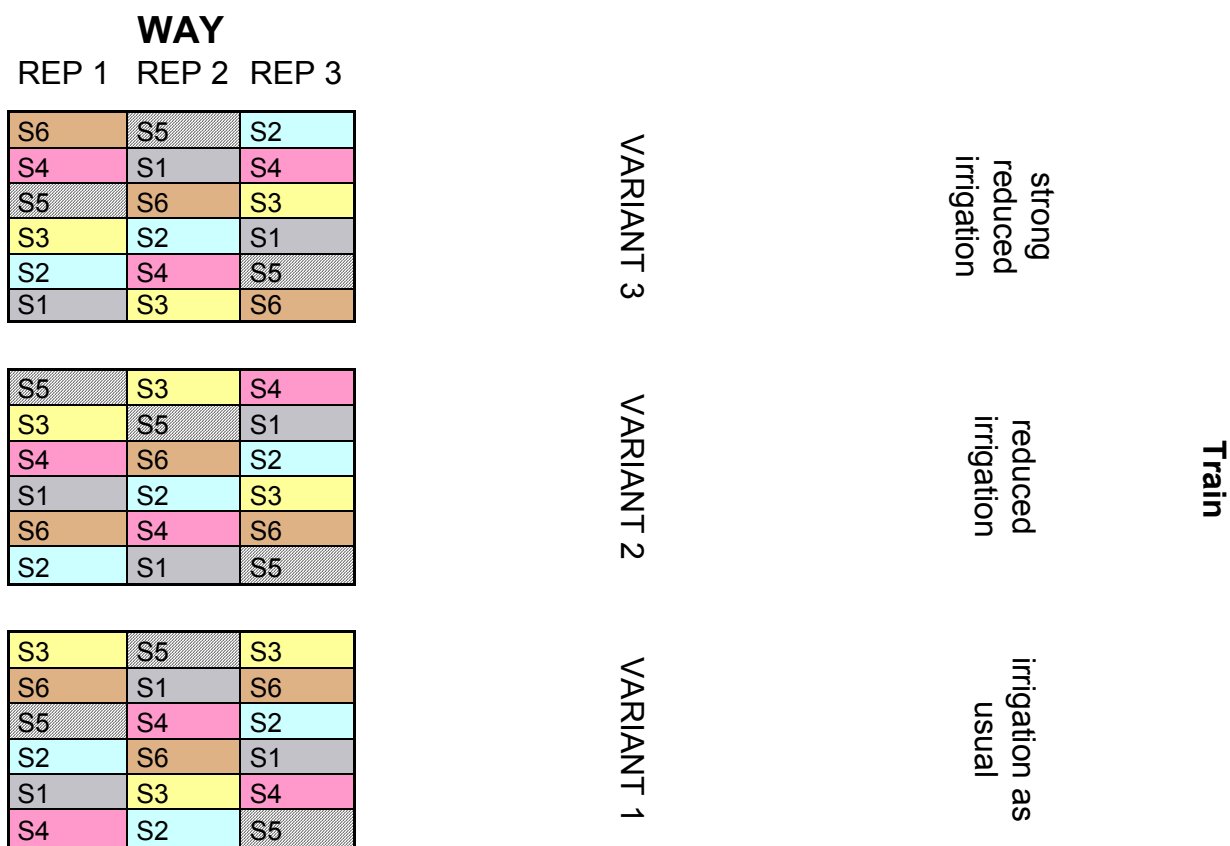 WAY
REP 1 REP 2 REP 3
S6 S5 S2
S4 S1 S4
S5 S6 S3
S3 S2 S1
S2 S4 S5
S1 S3 S6
VARIANT 3
strong
reduced
irrigation
S5 S3 S4
S3 S5 S1
S4 S6 S2
S1 S2 S3
S6 S4 S6
S2 S1 S5
VARIANT 2
reduced
irrigation
Train
S3 S5 S3
S6 S1 S6
S5 S4 S2
S2 S6 S1
S1 S3 S4
S4 S2 S5
VARIANT 1
irrigation as
usual